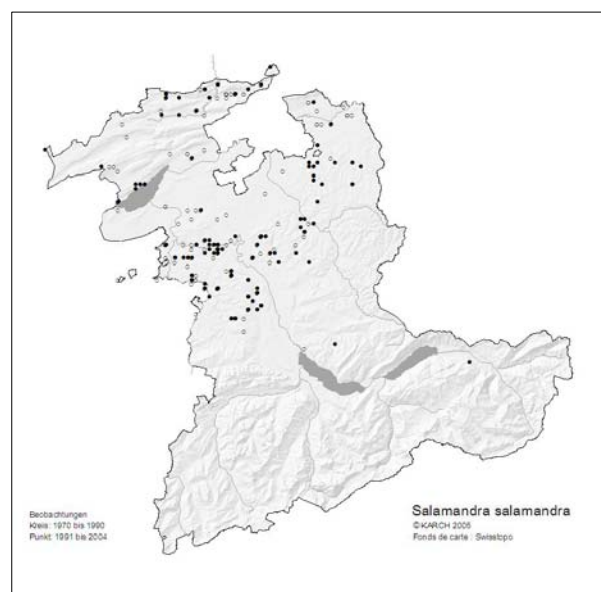 Beobachtungen
Kreis: 1970 bis 1990
Punkt: 1991 bis 2004
Salamandra salamandra
©KARCH 2005
Fonds de carte : Swisstopo